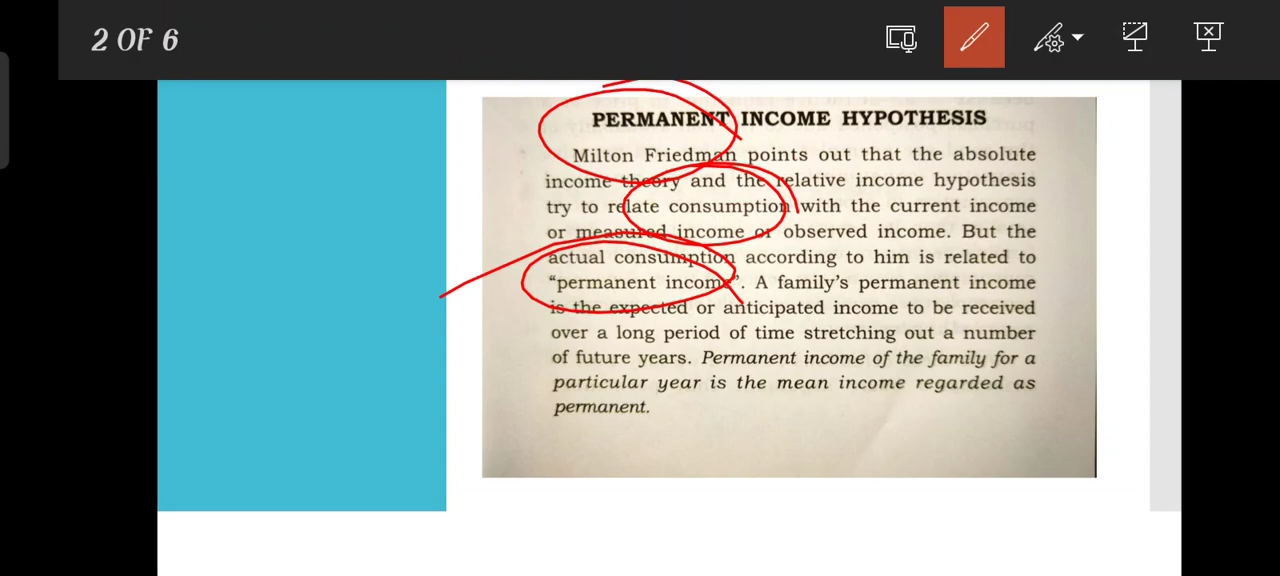 2 OF 6
PERMANENT INCOME HYPOTHESIS
Milton Friedman points out that the absolute
income theory and the relative income hypothesis
try to relate consumption with the current income
or measured income or observed income. But the
actual consumption according to him is related to
“permanent income”. A family’s permanent income
is the expected or anticipated income to be received
over a long period of time stretching out a number
of future years. Permanent income of the family for a
particular year is the mean income regarded as
permanent.